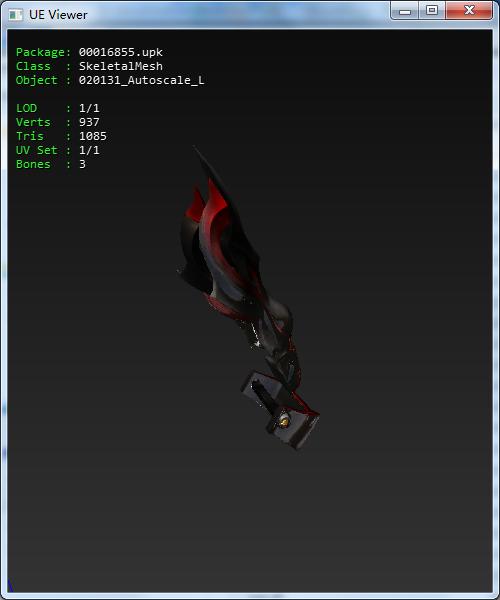 UE Viewer
Package: 00016855.upk
Class : SkeletalMesh
Object : 020131_Autoscale_L
LOD : 1/1
Verts : 937
Tris : 1085
UV Set : 1/1
Bones : 3